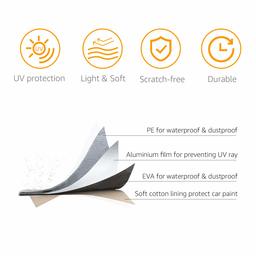 UV
UV protection
Light & Soft
Scratch-free
Durable
PE for waterproof & dustproof
Aluminium film for preventing UV ray
EVA for waterproof & dustproof
Soft cotton lining protect car paint